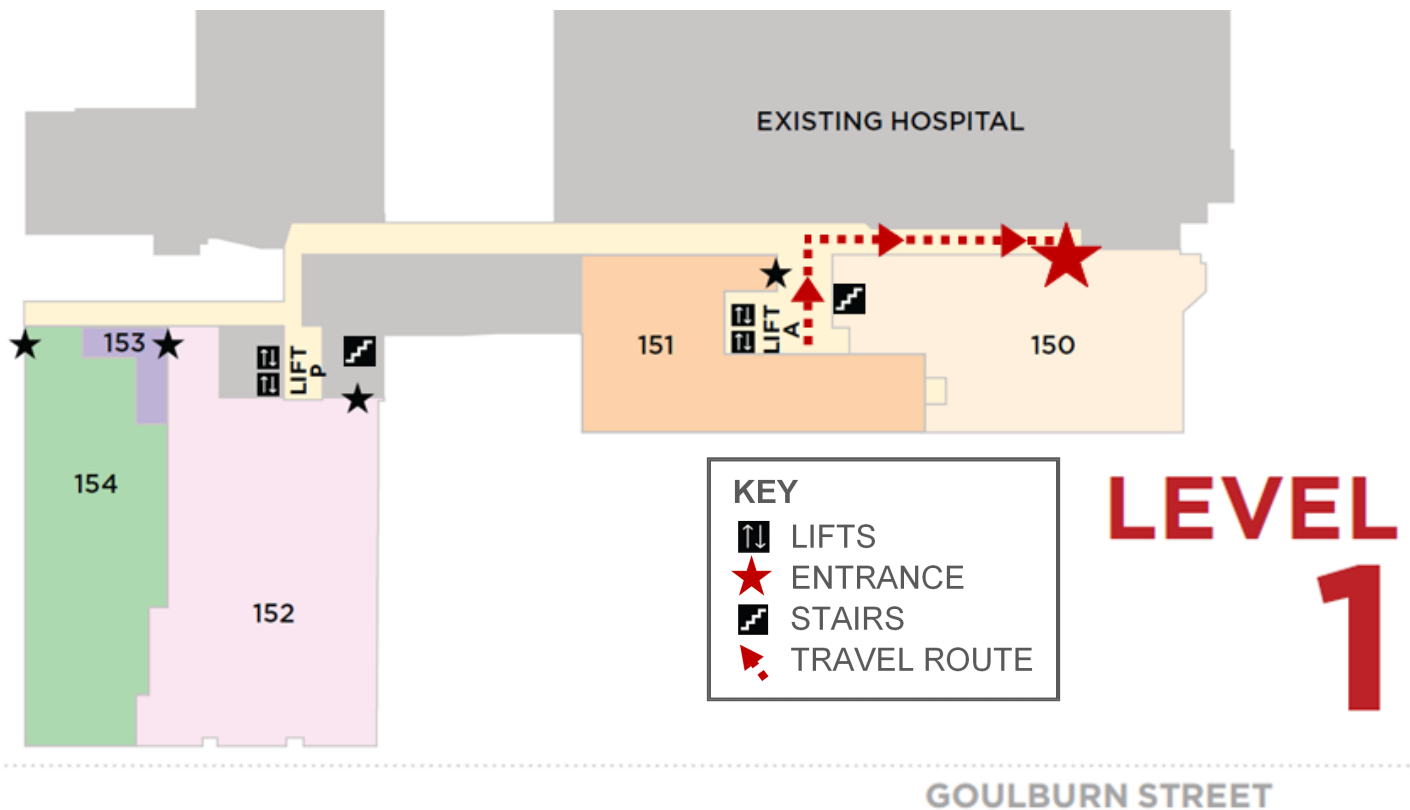 EXISTING HOSPITAL
153
LIFT
P
151
LIFT
A
150
154
152
KEY
LIFTS
ENTRANCE
STAIRS
TRAVEL ROUTE
LEVEL
1
GOULBURN STREET